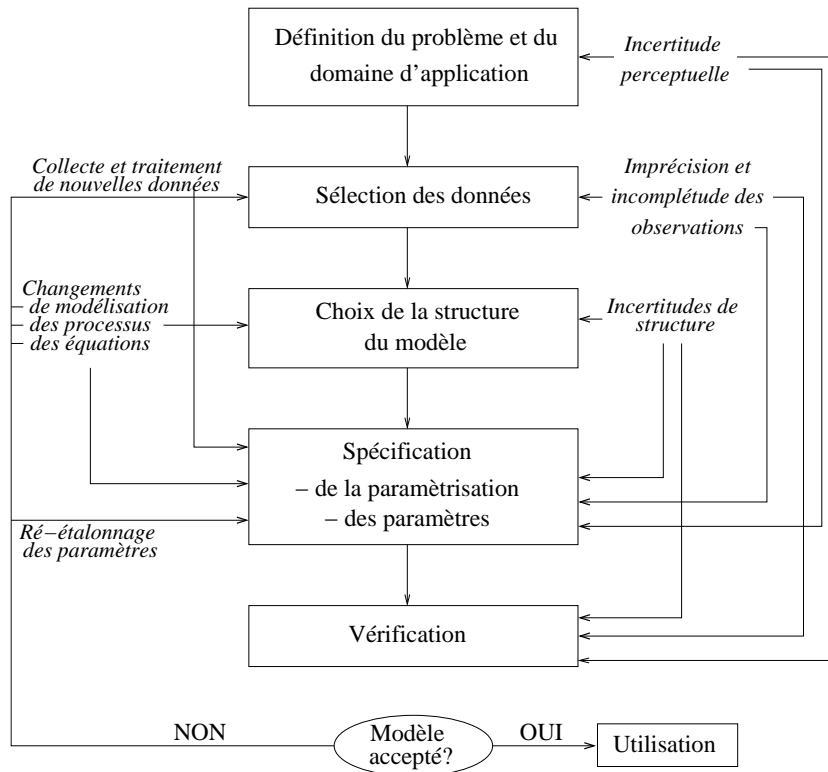 Définition du problème et du
domaine d'application
Incertitude
perceptuelle
Collecte et traitement
de nouvelles données
Sélection des données
Imprécision et
incomplétude des
observations
Changements
de modélisation
des processus
des équations
Choix de la structure
du modèle
Incertitudes de
structure
Spécification
– de la paramètrisation
– des paramètres
Ré–étalonnage
des paramètres
Vérification
NON
Modèle
accepté?
OUI
Utilisation